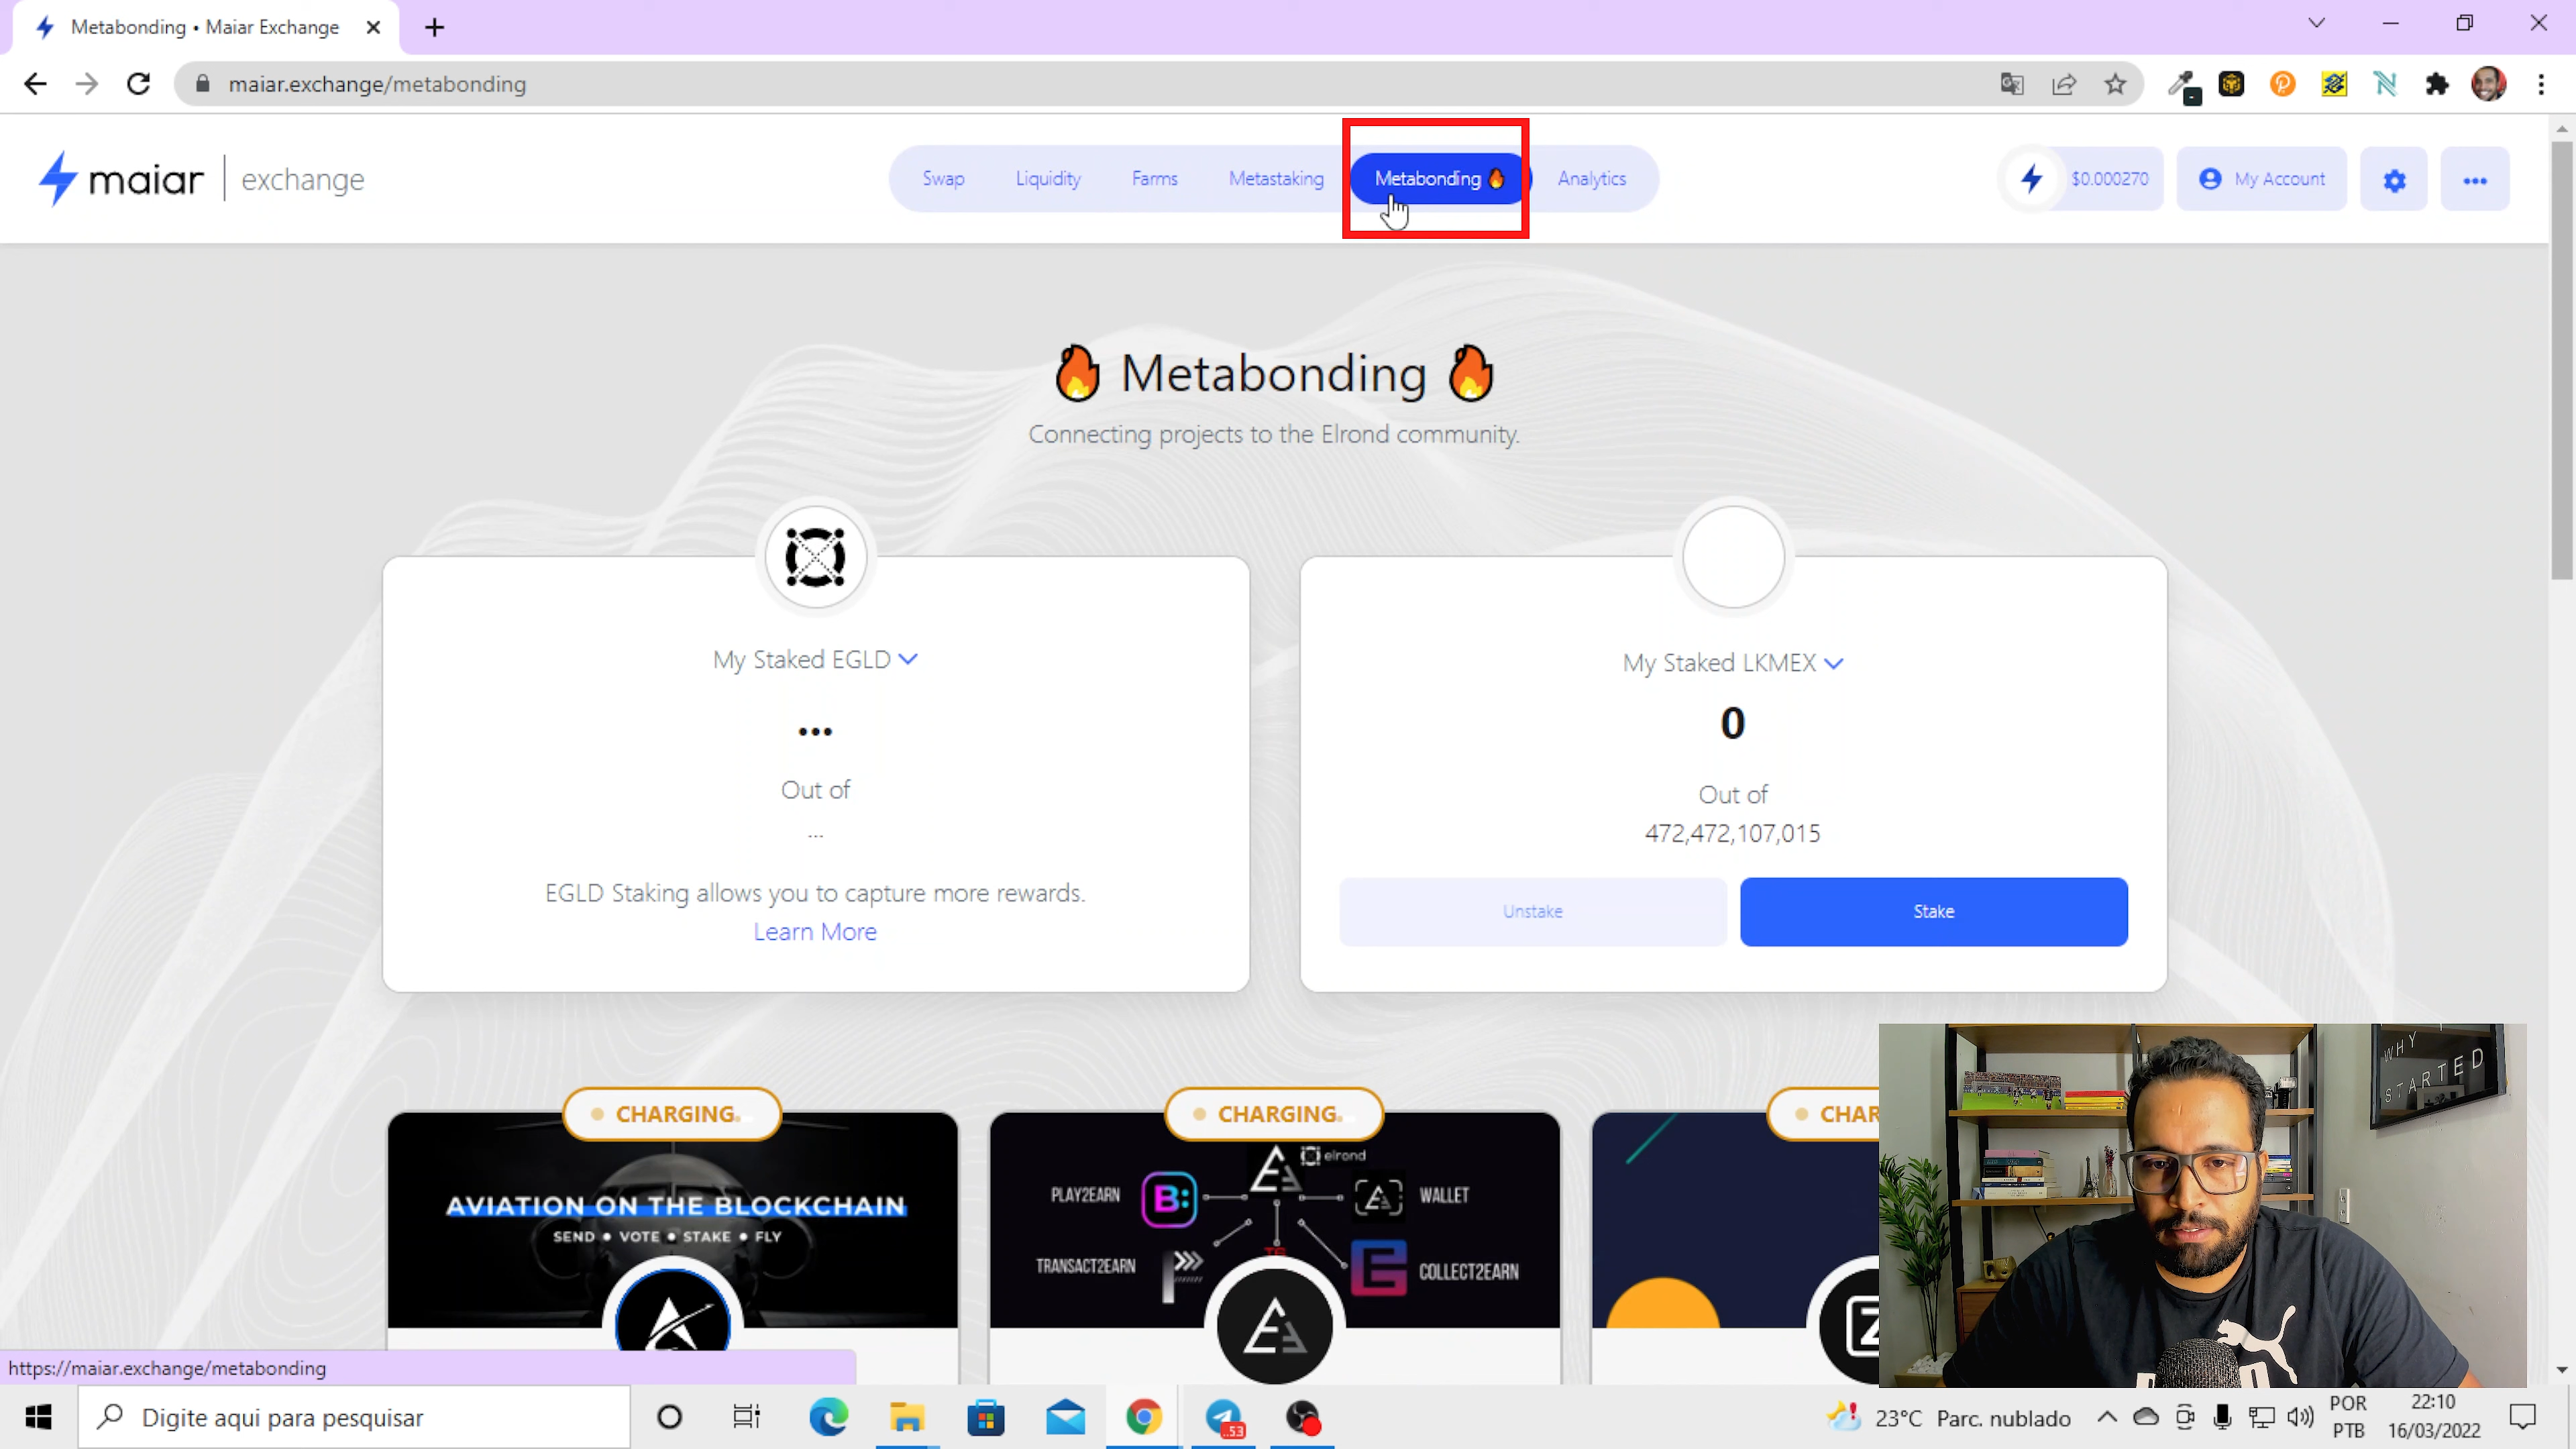 Metabonding • Maiar Exchange
maiar.exchange/metabonding
maiar | exchange
Swap
Liquidity
Farms
Metastaking
Metabonding
Analytics
$0.000270
My Account
Metabonding
Connecting projects to the Elrond community.
My Staked EGLD
...
Out of
...
EGLD Staking allows you to capture more rewards.
Learn More
My Staked LKMEX
0
Out of
472,472,107,015
Unstake
Stake
CHARGING.
AVIATION ON THE BLOCKCHAIN
SEND • VOTE • STAKE • FLY
CHARGING.
elrond
PLAY2EARN
B:
WALLET
TRANSACT2EARN
COLLECT2EARN
CHAR
WHY I
STARTED
https://maiar.exchange/metabonding
Digite aqui para pesquisar
..53
23°C Parc. nublado
POR
PTB
22:10
16/03/2022